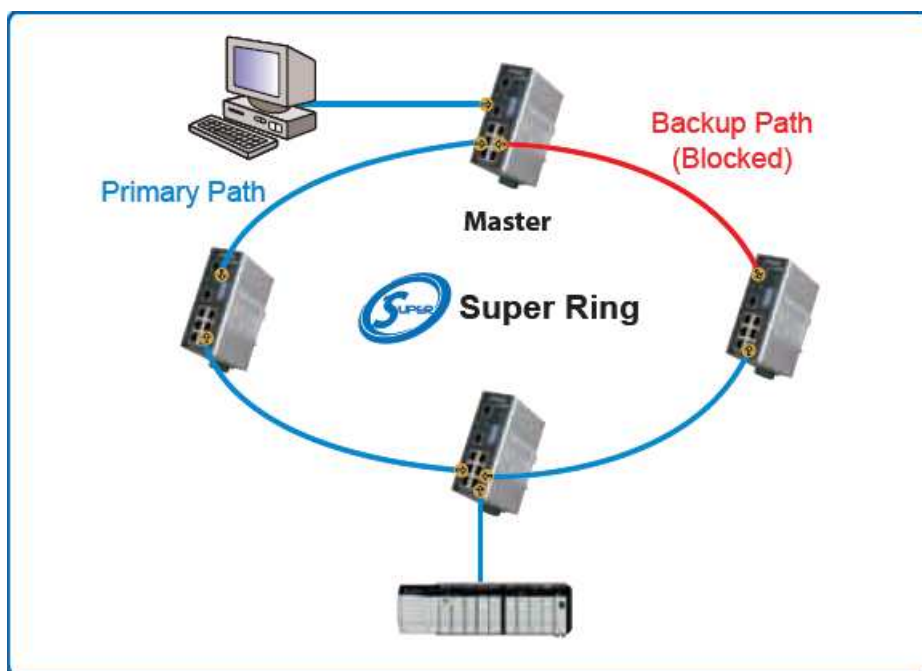 Backup Path
(Blocked)
Primary Path
Master
SUPER
Super Ring